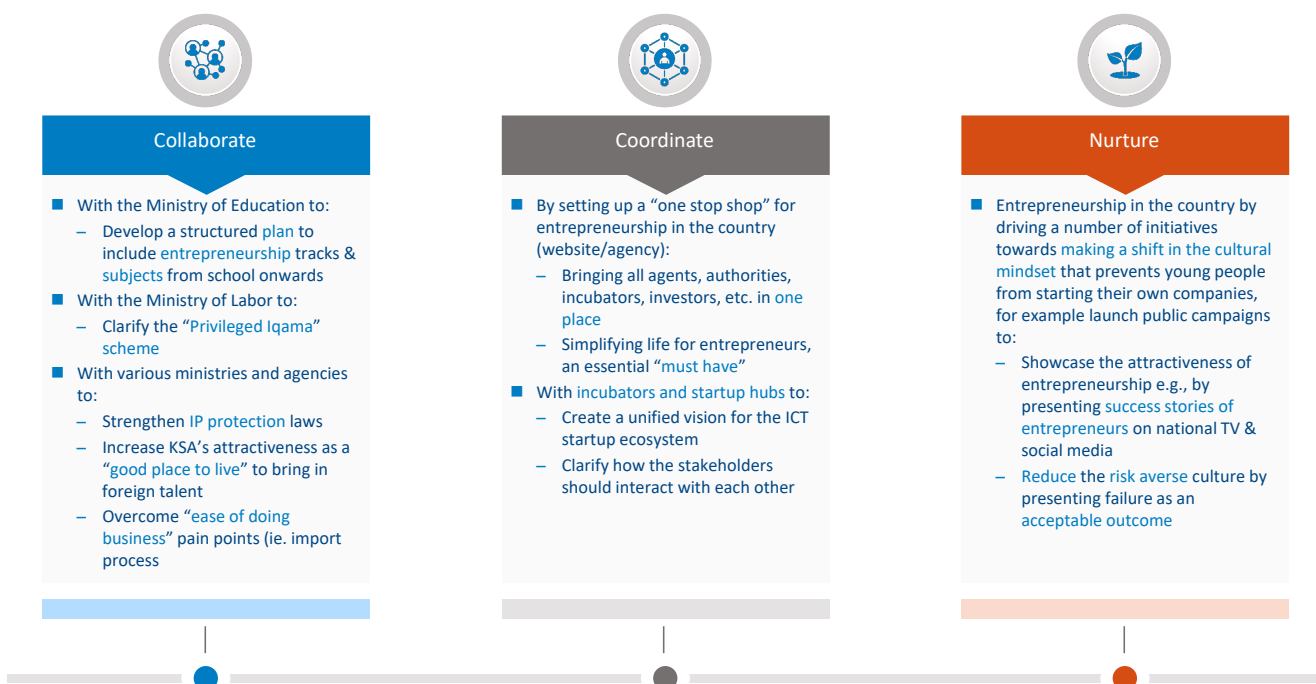 Collaborate
■ With the Ministry of Education to:
– Develop a structured plan to
include entrepreneurship tracks &
subjects from school onwards
■ With the Ministry of Labor to:
– Clarify the “Privileged Iqama”
scheme
■ With various ministries and agencies
to:
– Strengthen IP protection laws
– Increase KSA’s attractiveness as a
“good place to live” to bring in
foreign talent
– Overcome “ease of doing
business” pain points (ie. import
process
Coordinate
■ By setting up a “one stop shop” for
entrepreneurship in the country
(website/agency):
– Bringing all agents, authorities,
incubators, investors, etc. in one
place
– Simplifying life for entrepreneurs,
an essential “must have”
■ With incubators and startup hubs to:
– Create a unified vision for the ICT
startup ecosystem
– Clarify how the stakeholders
should interact with each other
Nurture
■ Entrepreneurship in the country by
driving a number of initiatives
towards making a shift in the cultural
mindset that prevents young people
from starting their own companies,
for example launch public campaigns
to:
– Showcase the attractiveness of
entrepreneurship e.g., by
presenting success stories of
entrepreneurs on national TV &
social media
– Reduce the risk averse culture by
presenting failure as an
acceptable outcome